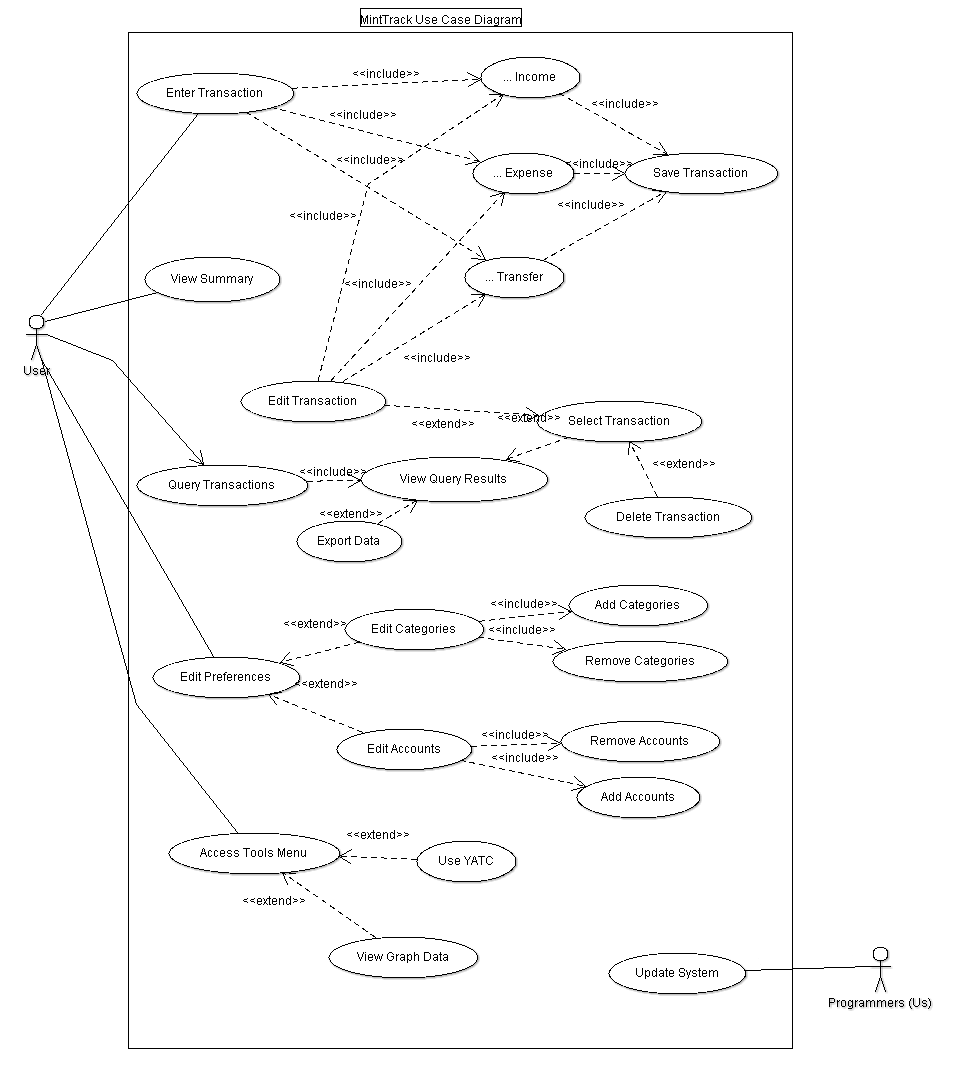 MintTrack Use Case Diagram
<<include>>
... Income
Enter Transaction
<<include>>
<<include>>
<<include>>
<<include>>
... Expense
Save Transaction
<<include>>
<<include>>
View Summary
... Transfer
<<include>>
User
<<include>>
Edit Transaction
<<extend>>
<<extend>>
Select Transaction
<<extend>>
Query Transactions
<<include>>
View Query Results
<<extend>>
Delete Transaction
Export Data
<<include>>
Add Categories
<<extend>>
Edit Categories
<<include>>
Remove Categories
Edit Preferences
<<extend>>
<<include>>
Remove Accounts
Edit Accounts
<<include>>
Add Accounts
<<extend>>
Access Tools Menu
Use YATC
<<extend>>
View Graph Data
Update System
Programmers (Us)